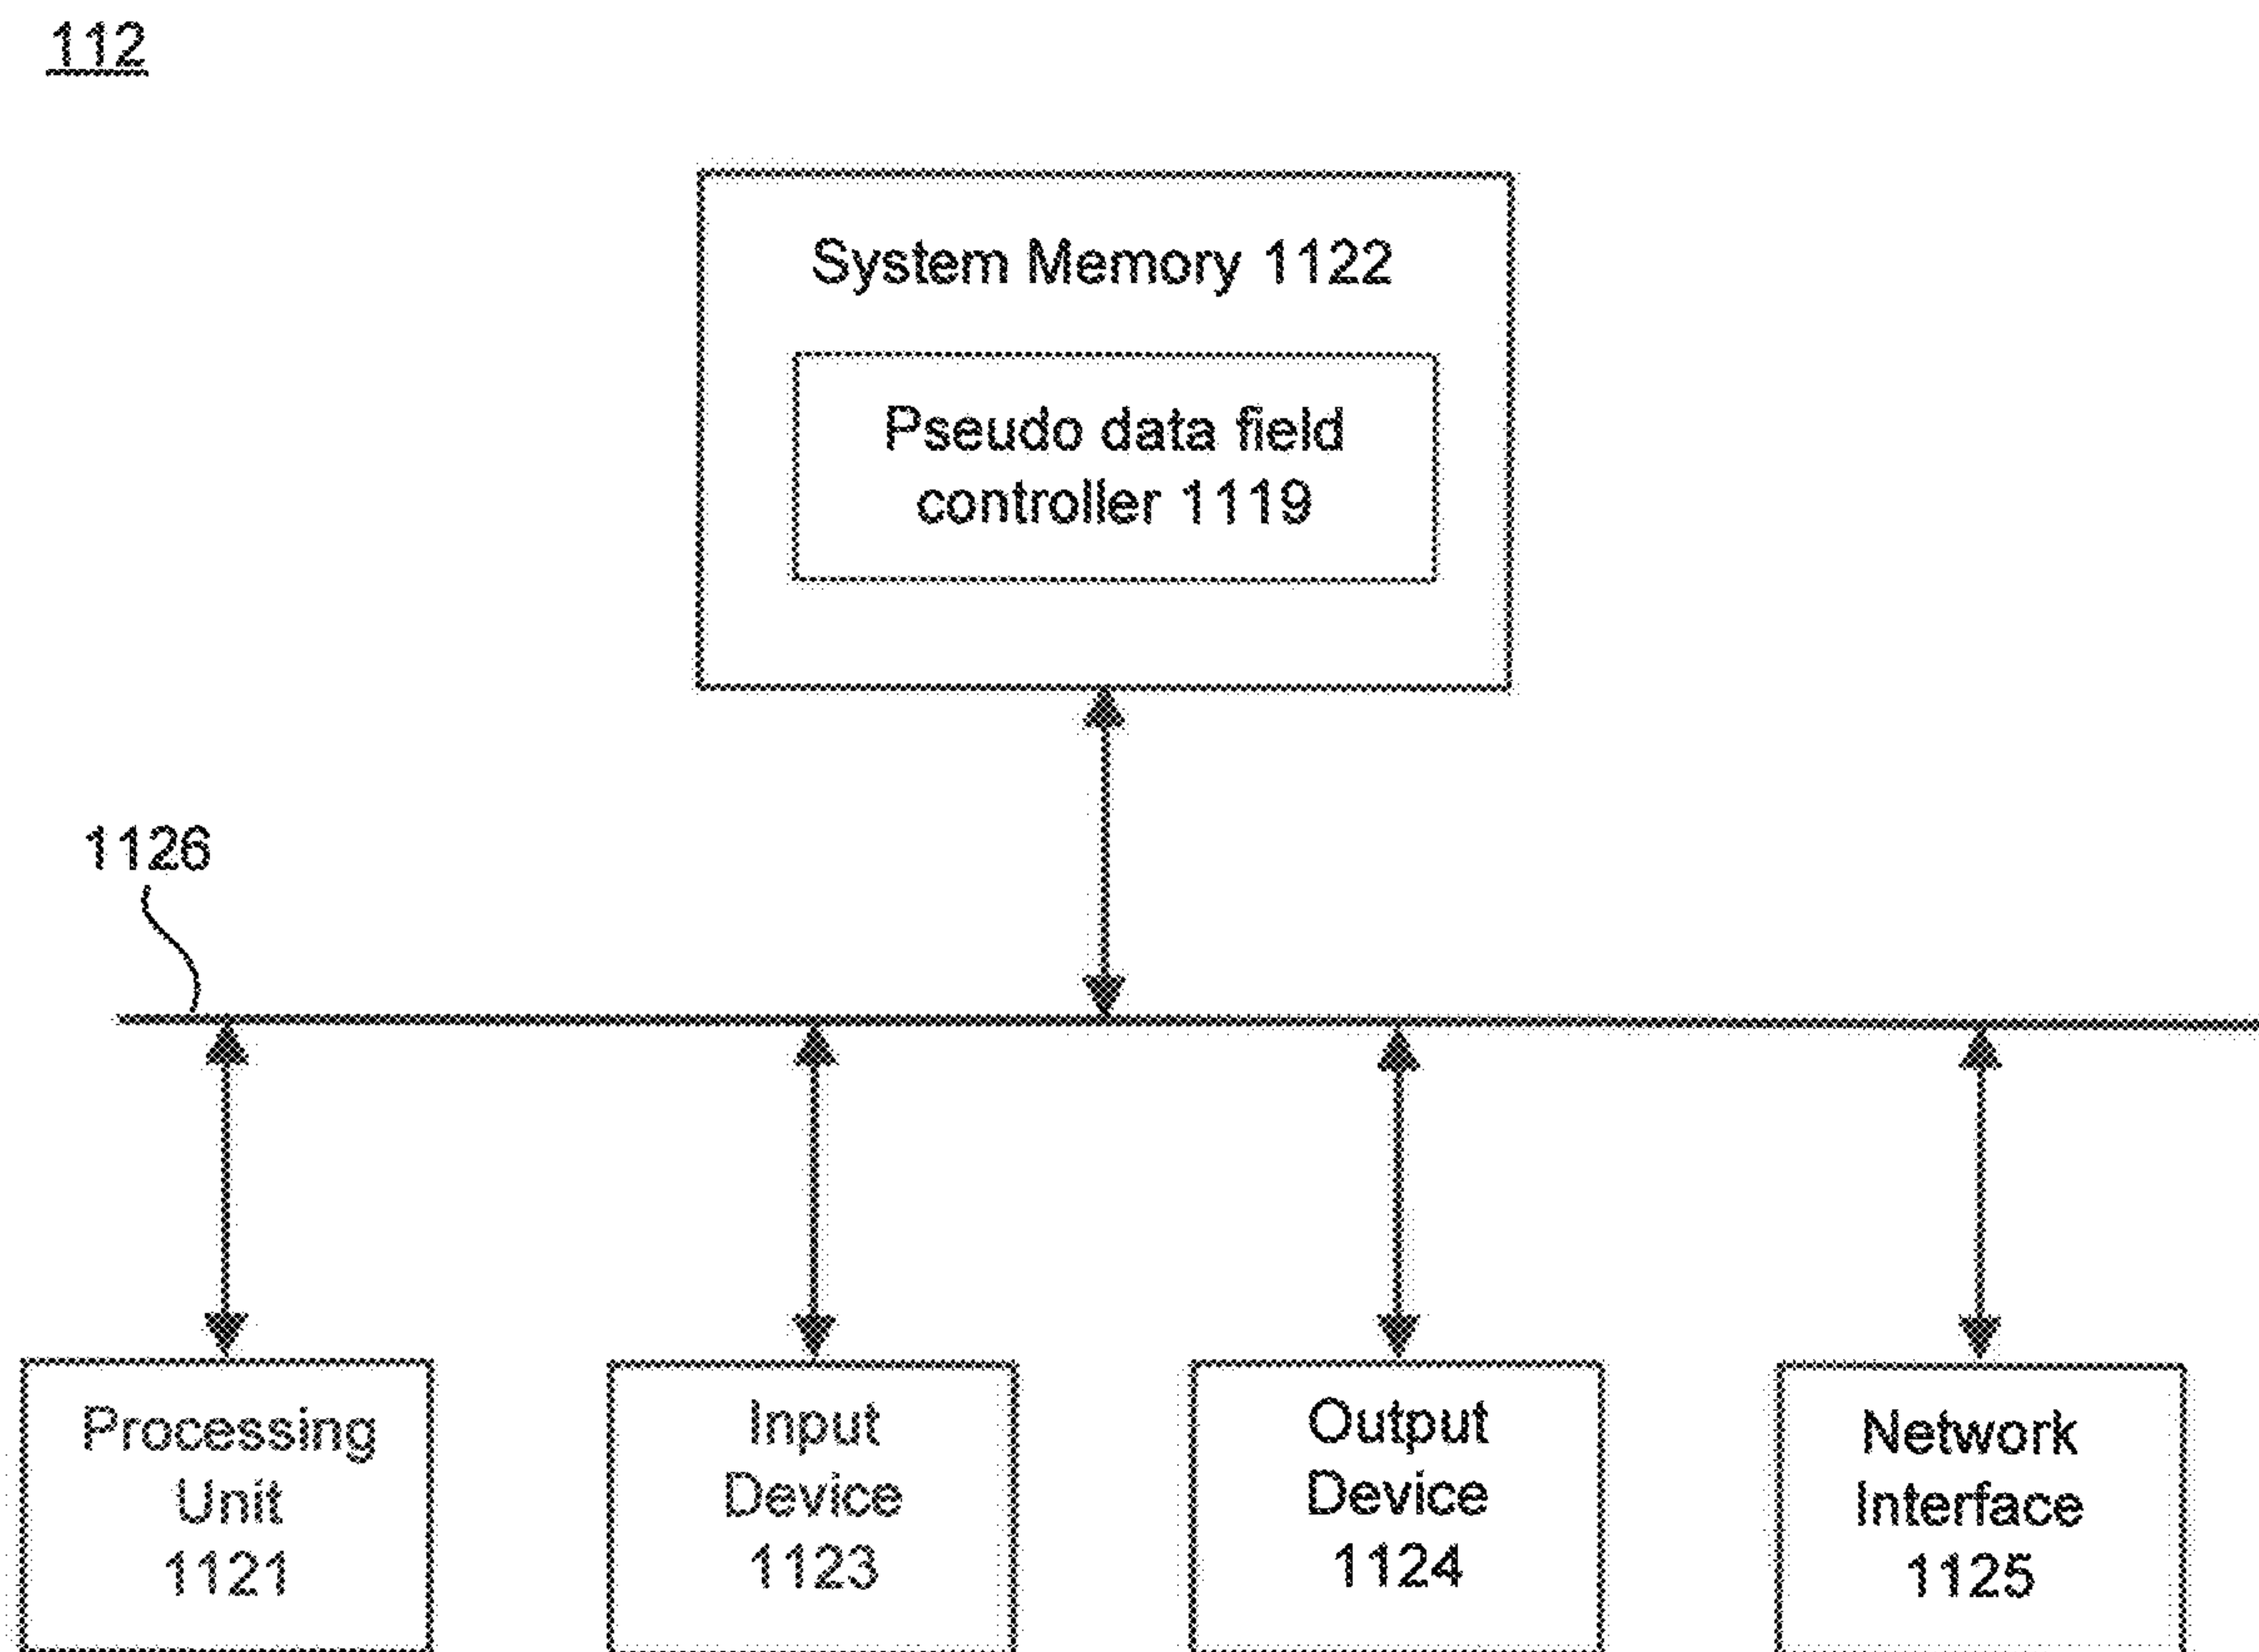 112
System Memory 1122
Pseudo data field
controller 1119
1126
Processing
Unit
1121
Input
Device
1123
Output
Device
1124
Network
Interface
1125